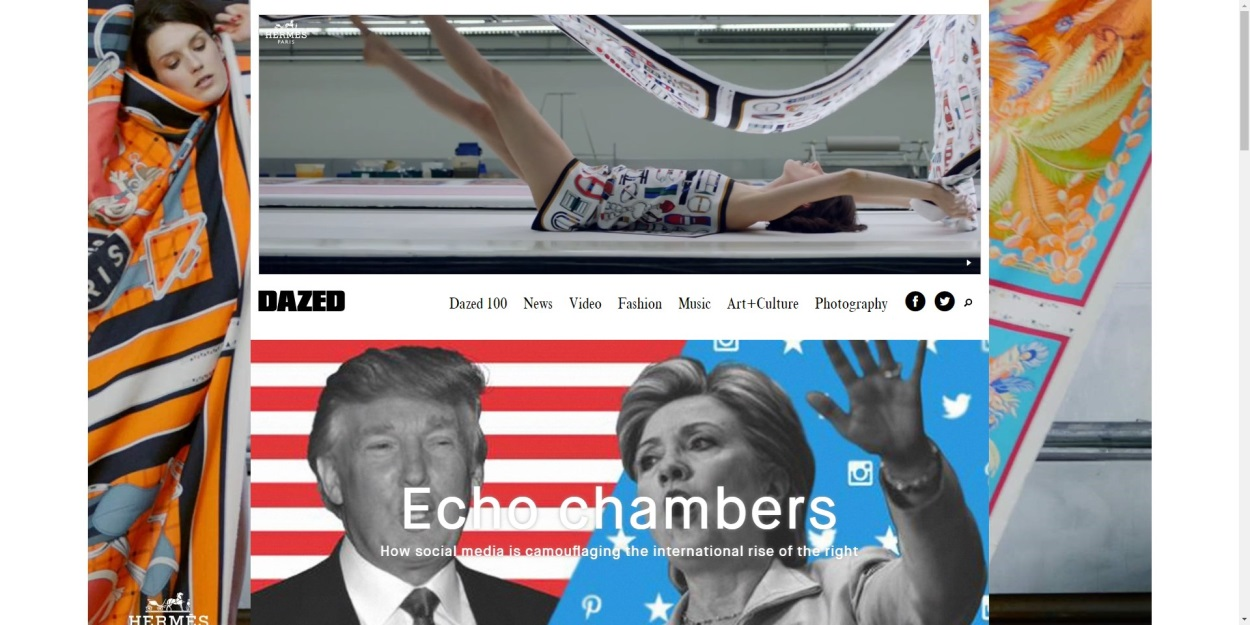 HERMÈS
PARIS
RIS
DAZED
Dazed 100 News Video Fashion Music Art+Culture Photography
Echo chambers
How social media is camouflaging the international rise of the right
HERMÈS